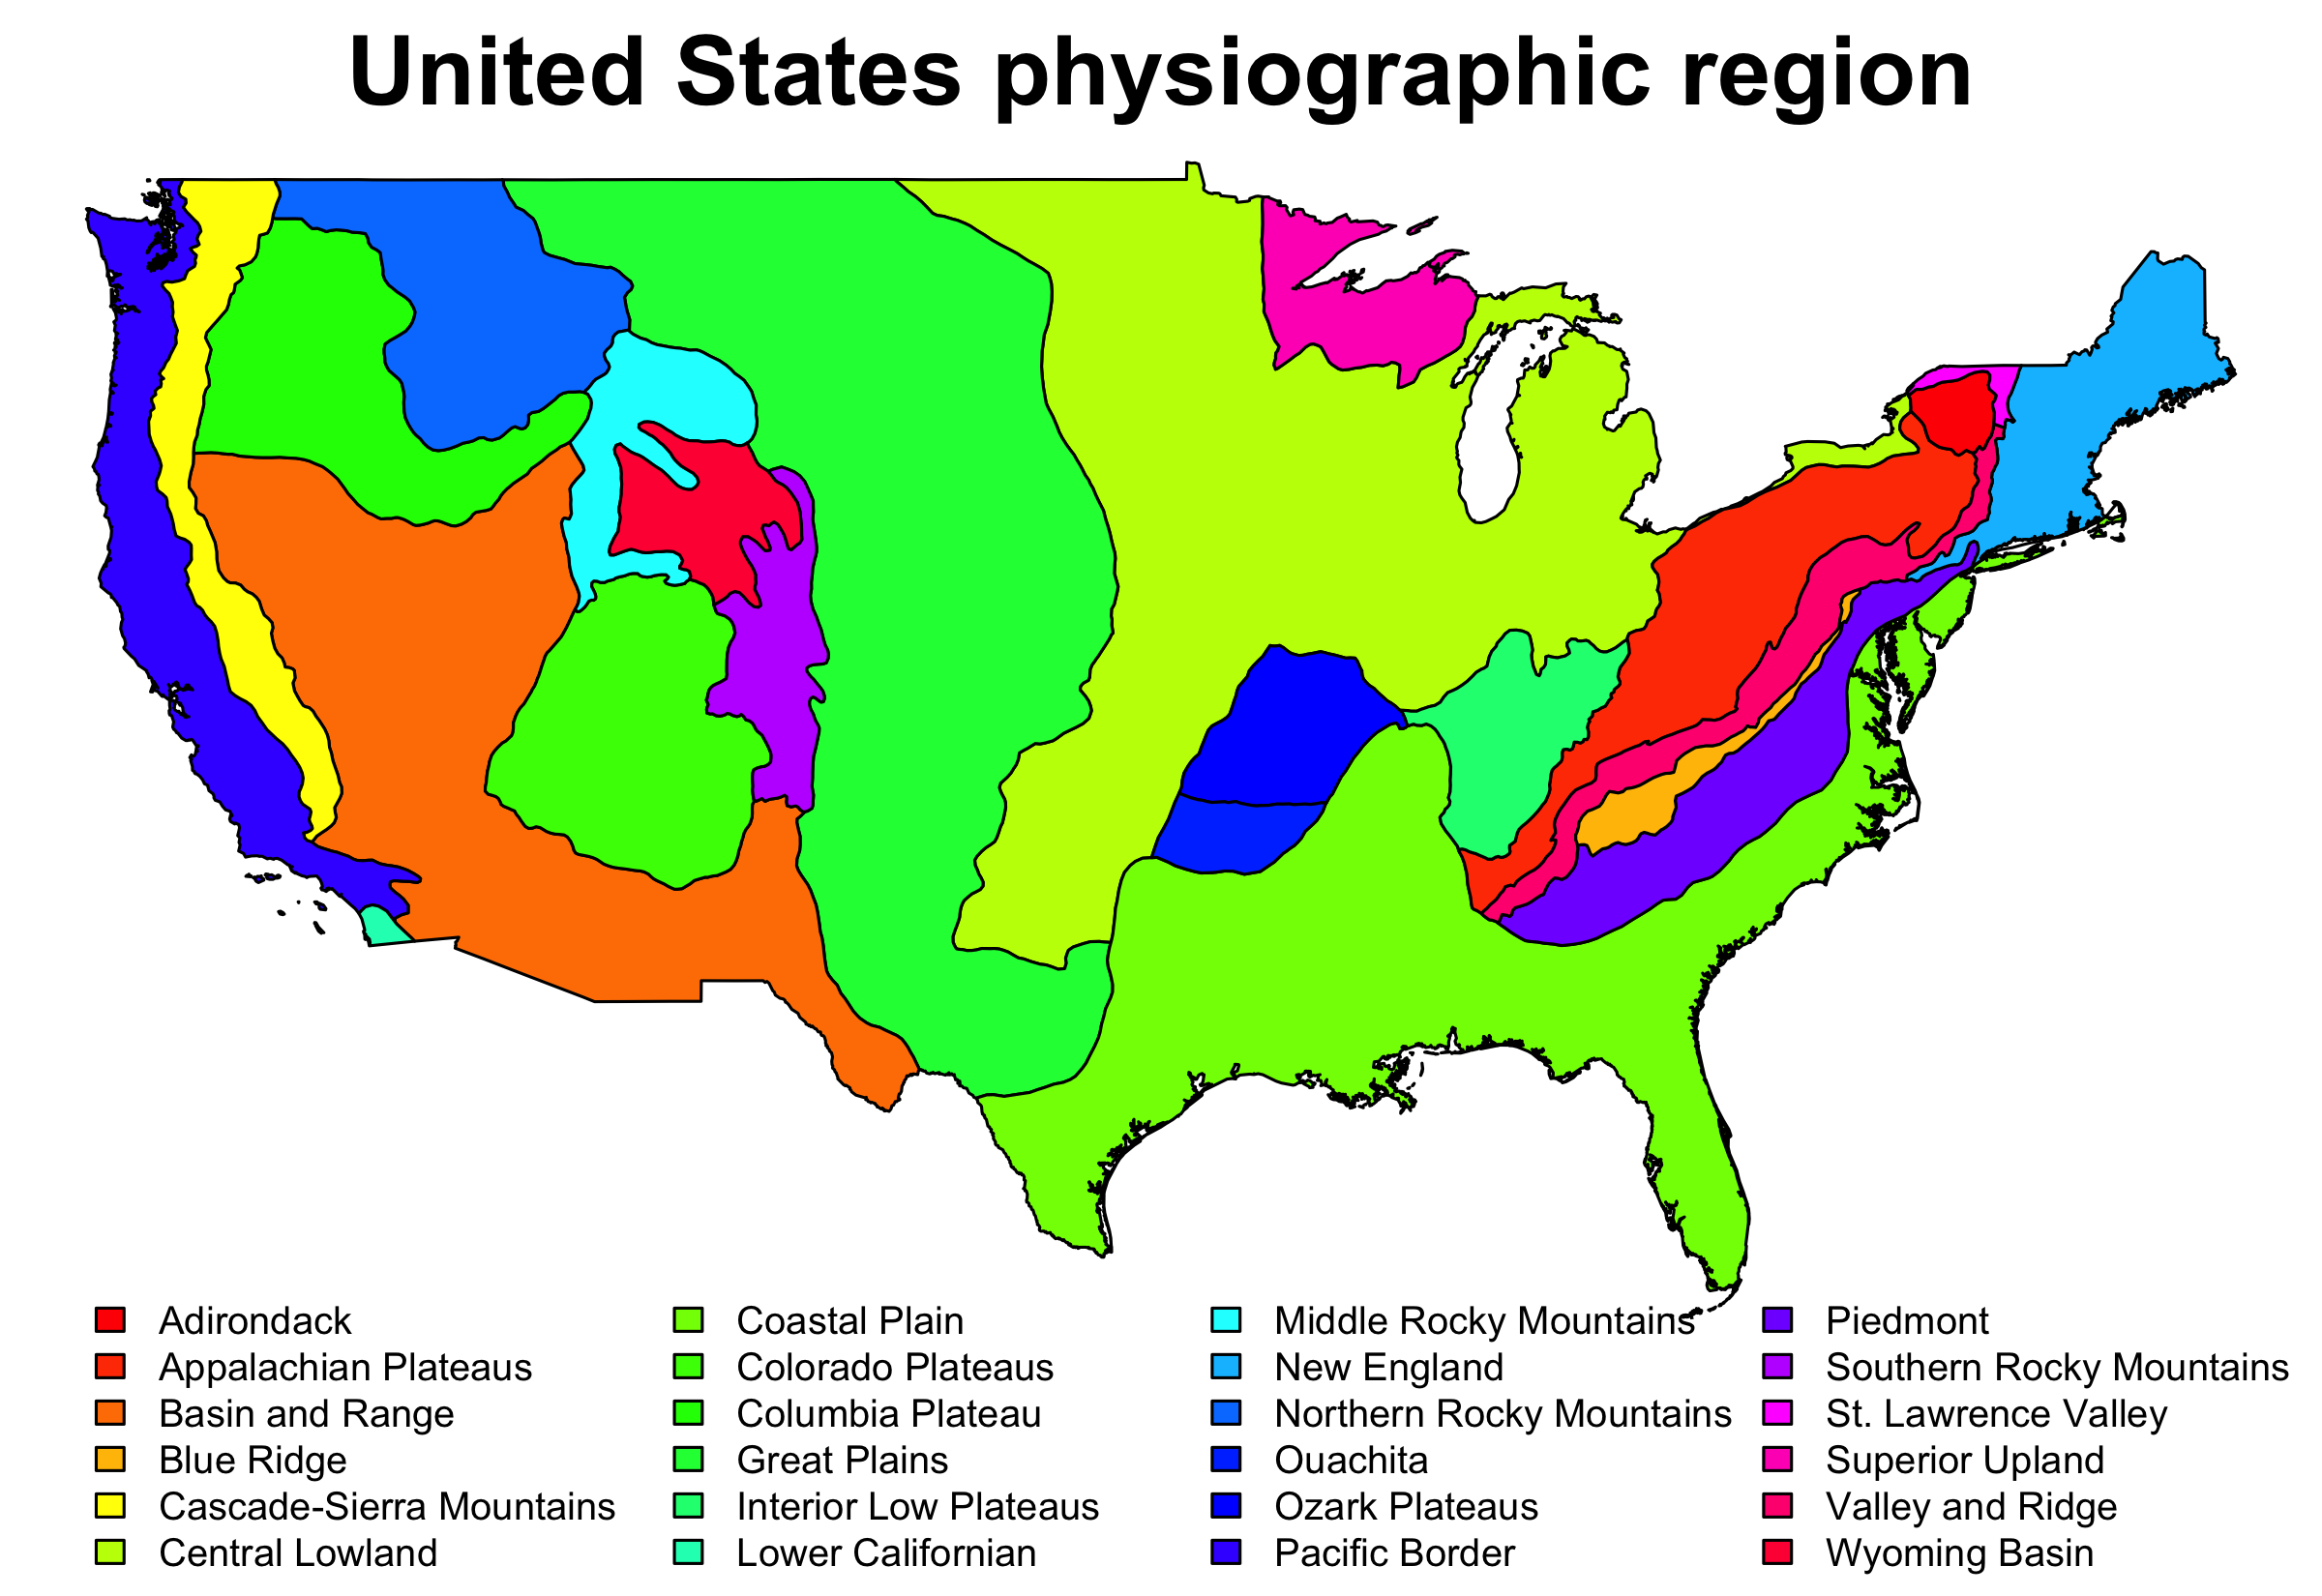 United States physiographic region
Adirondack
Appalachian Plateaus
Basin and Range
Blue Ridge
Cascade-Sierra Mountains
Central Lowland
Coastal Plain
Colorado Plateaus
Columbia Plateau
Great Plains
Interior Low Plateaus
Lower Californian
Middle Rocky Mountains
New England
Northern Rocky Mountains
Ouachita
Ozark Plateaus
Pacific Border
Piedmont
Southern Rocky Mountains
St. Lawrence Valley
Superior Upland
Valley and Ridge
Wyoming Basin